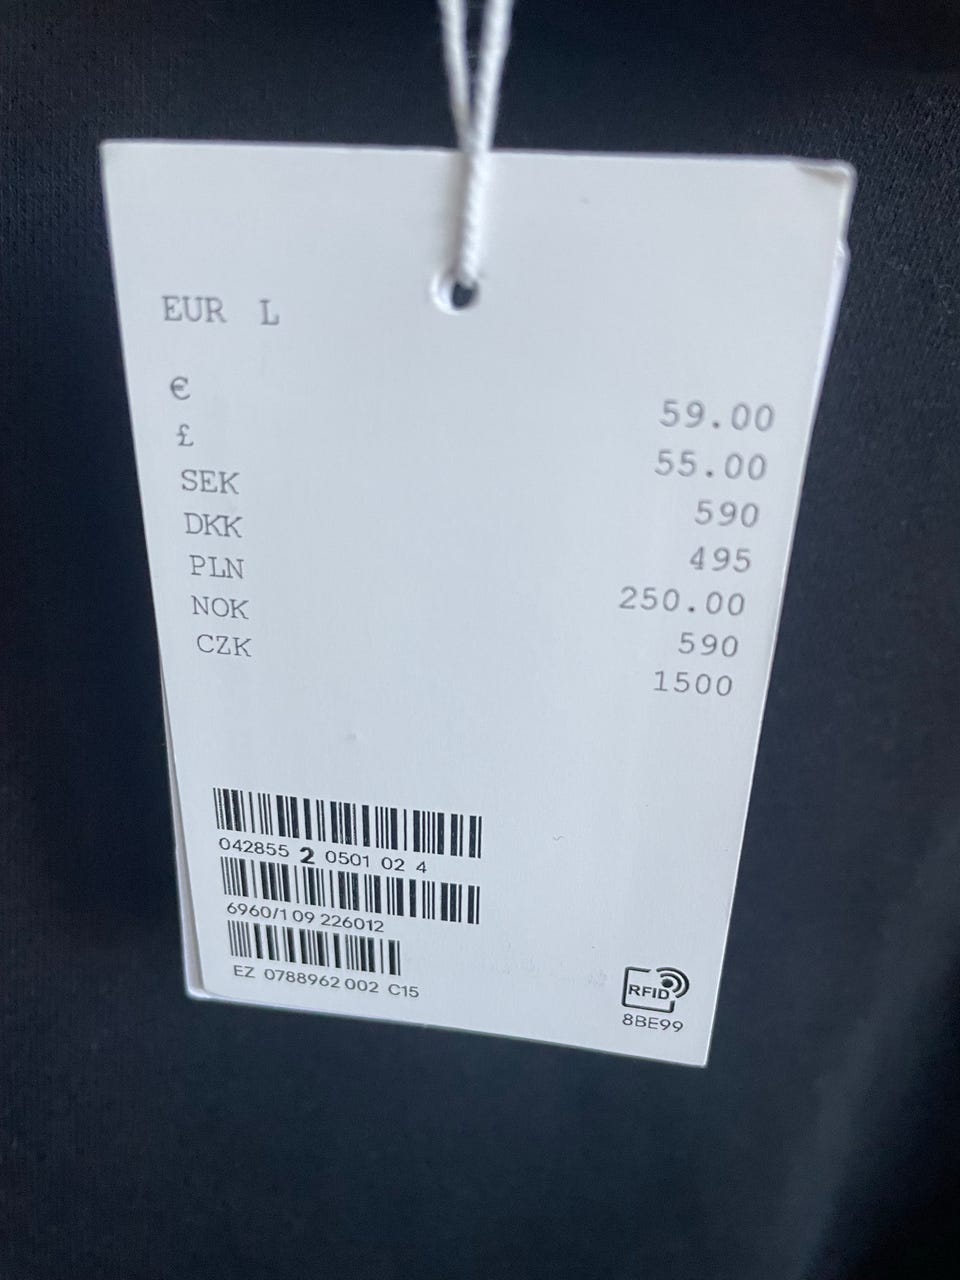 EUR L
€ 59.00
£ 55.00
SEK 590
DKK 495
PLN 250.00
NOK 590
CZK 1500
042855 2 0501 02 4
6960/1 09 226012
EZ 0788962 002 C15
RFID
8BE99